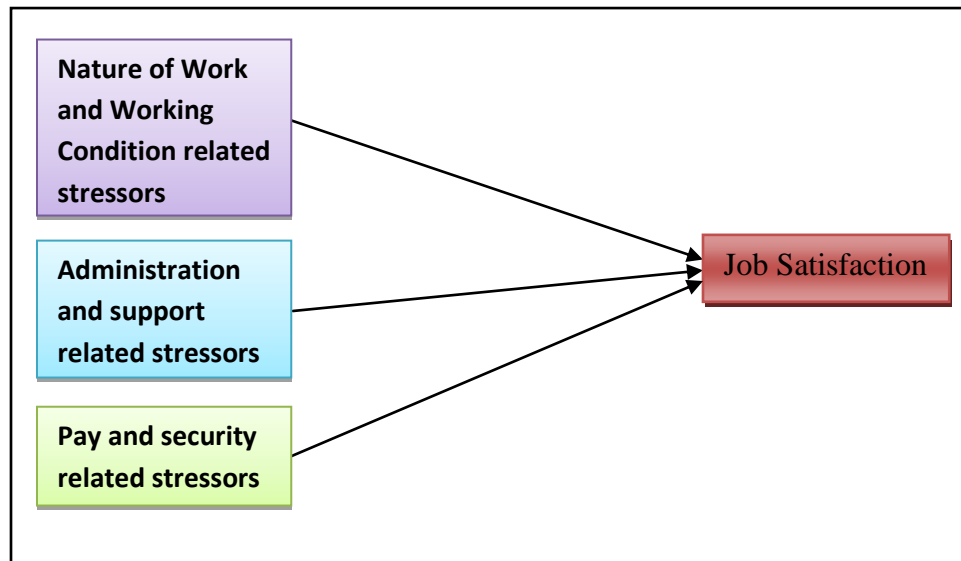 Nature of Work
and Working
Condition related
stressors
Administration
and support
related stressors
Pay and security
related stressors
Job Satisfaction